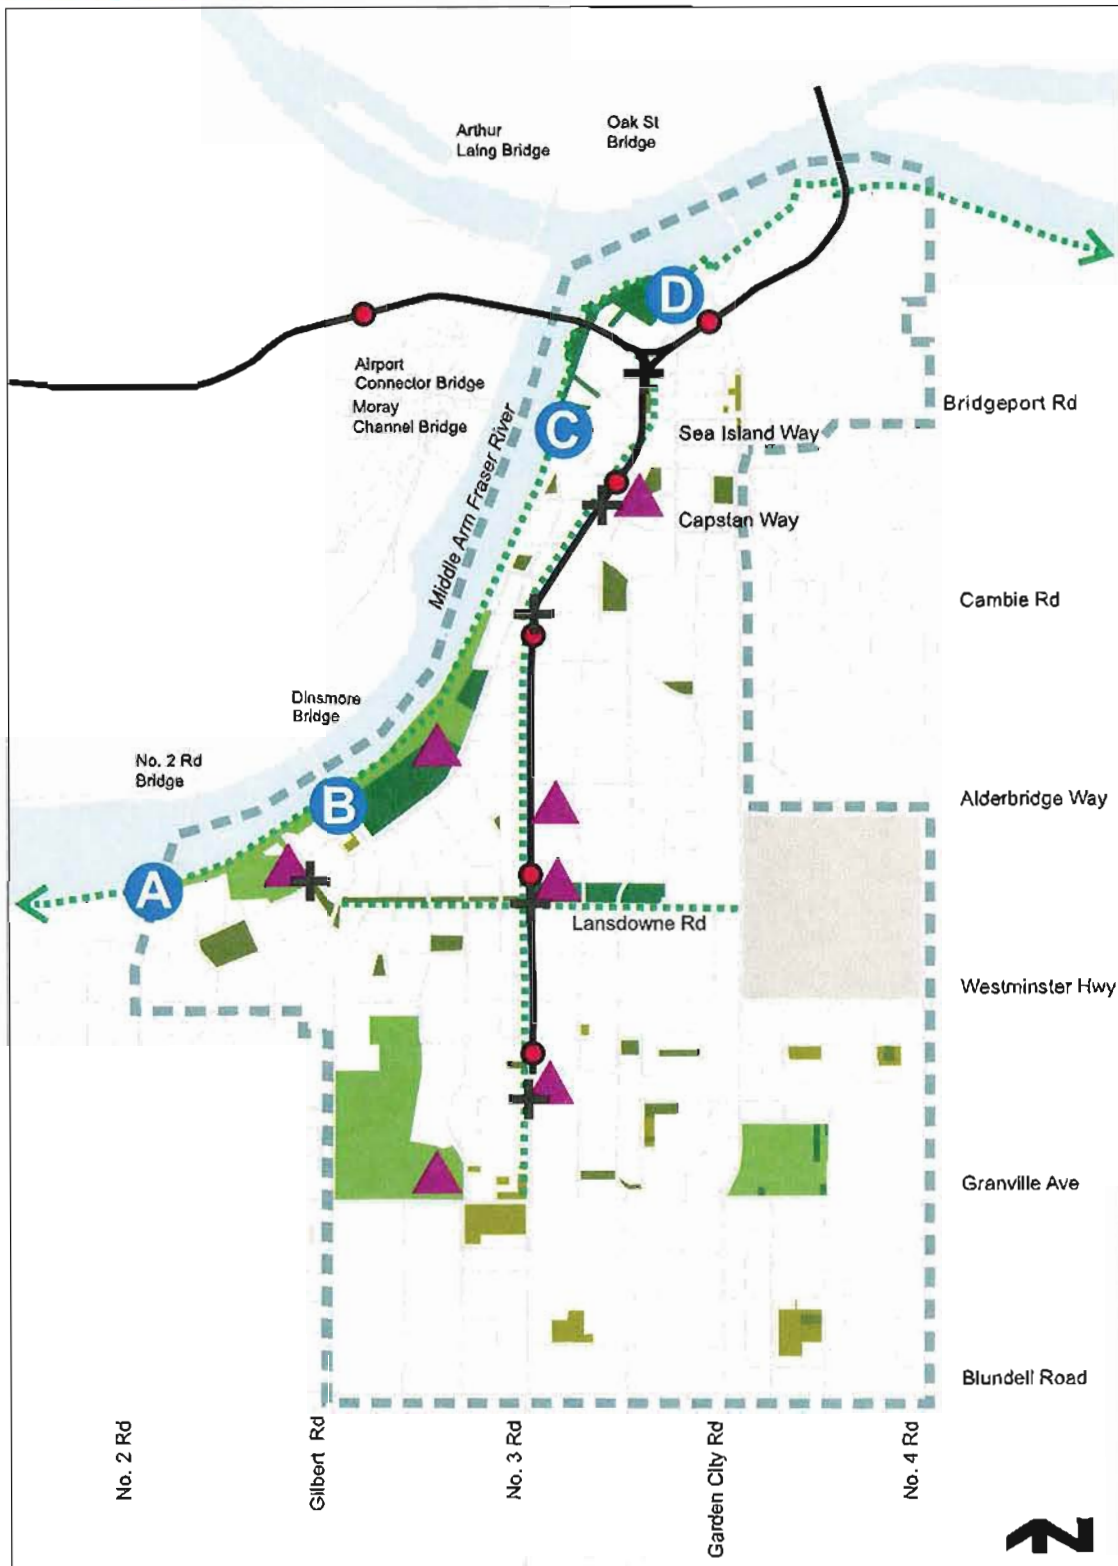 Arthur
Laing Bridge
Oak St
Bridge
D
Airport
Connector Bridge
Moray
Channel Bridge
Bridgeport Rd
C
Sea Island Way
Middle Arm Fraser River
Capstan Way
Cambie Rd
Dinsmore
Bridge
No. 2 Rd
Bridge
Alderbridge Way
B
A
Lansdowne Rd
Westminster Hwy
Granville Ave
Blundell Road
No. 2 Rd
Gilbert Rd
No. 3 Rd
Garden City Rd
No. 4 Rd
N